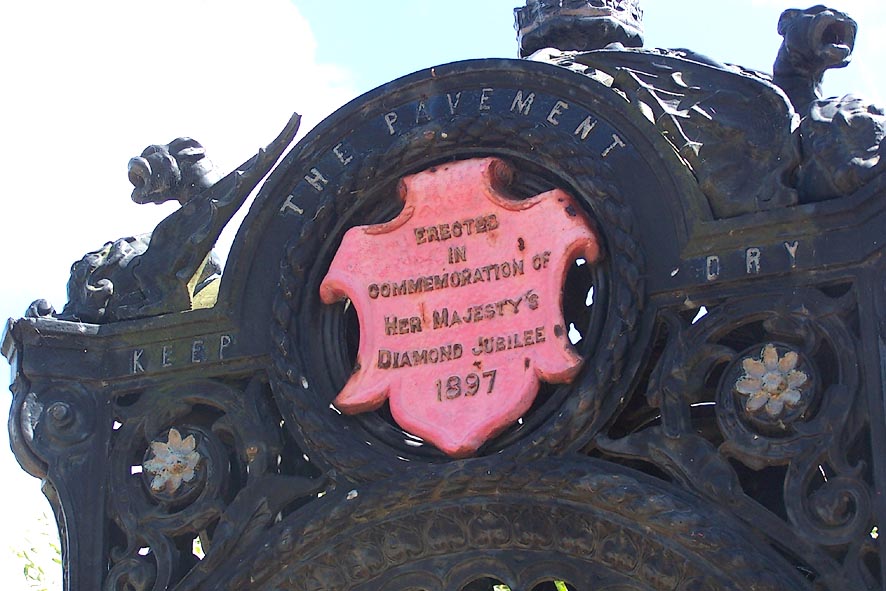 KEEP
THE PAVEMENT
DRY
ERECTED
IN
COMMEMORATION OF
HER MAJESTY'S
DIAMOND JUBILEE
1897